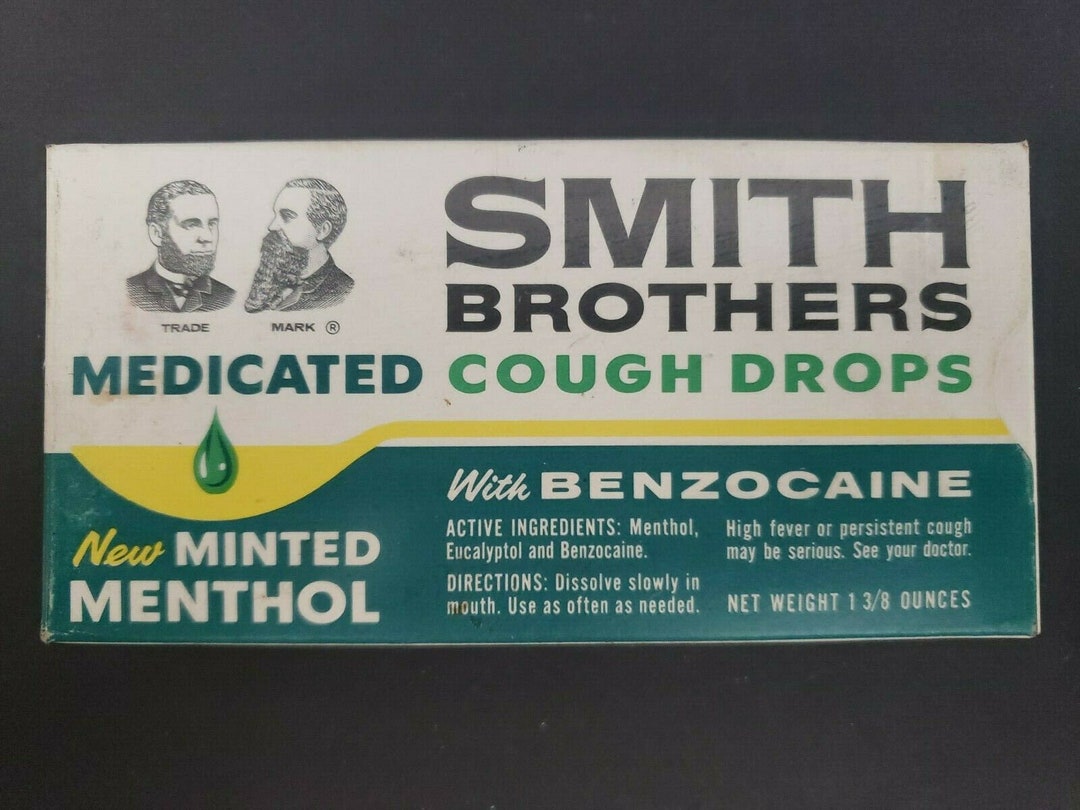 SMITH
BROTHERS
TRADE MARK ®
MEDICATED COUGH DROPS
New MINTED
MENTHOL
With BENZOCAINE
ACTIVE INGREDIENTS: Menthol,
Eucalyptol and Benzocaine.
DIRECTIONS: Dissolve slowly in
mouth. Use as often as needed.
High fever or persistent cough
may be serious. See your doctor.
NET WEIGHT 1 3/8 OUNCES